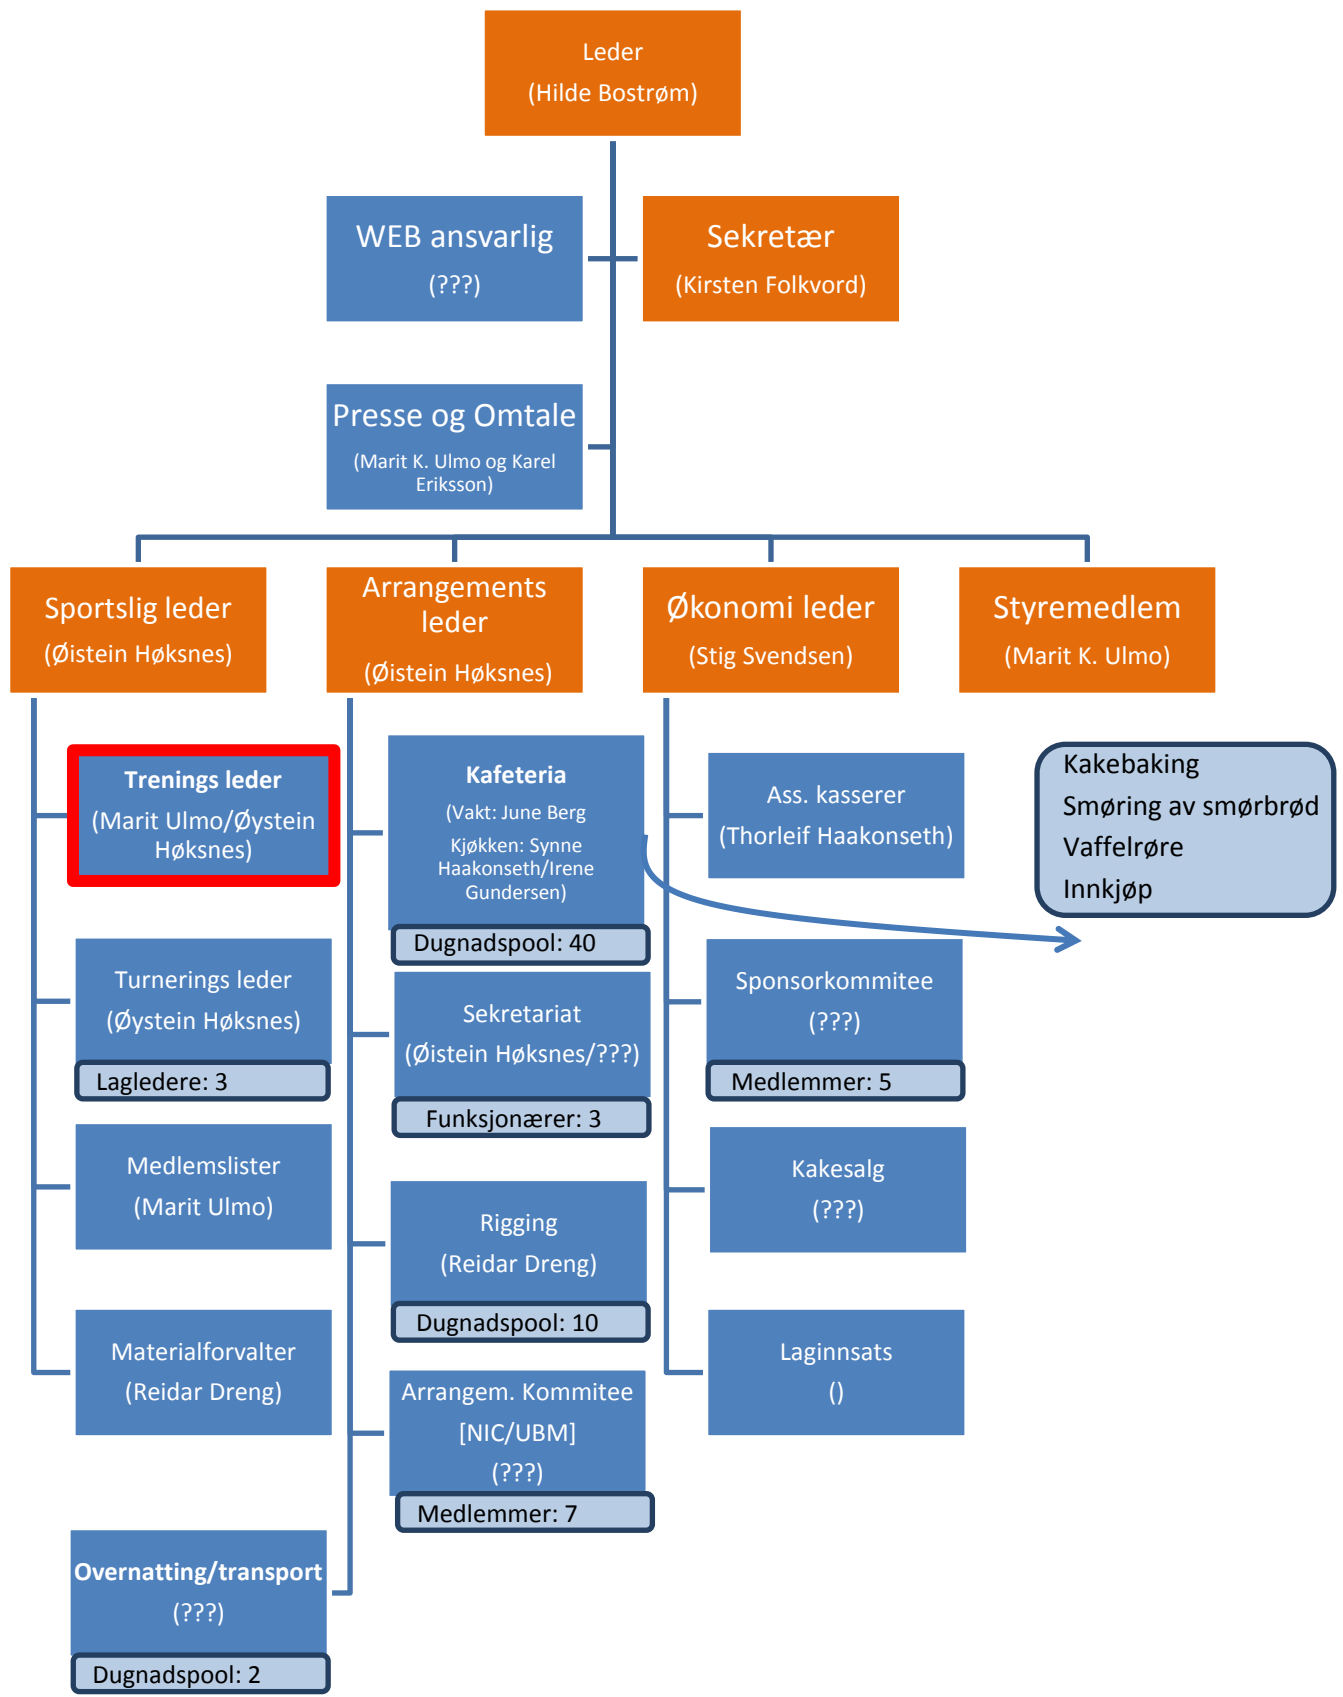 Leder
(Hilde Bostrøm)
WEB ansvarlig
(???)
Sekretær
(Kirsten Folkvord)
Presse og Omtale
(Marit K. Ulmo og Karel
Eriksson)
Sportslig leder
(Øistein Høksnes)
Arrangements
leder
(Øistein Høksnes)
Økonomi leder
(Stig Svendsen)
Styremedlem
(Marit K. Ulmo)
Trenings leder
(Marit Ulmo/Øystein
Høksnes)
Turnerings leder
(Øystein Høksnes)
Lagledere: 3
Medlemslister
(Marit Ulmo)
Materialforvalter
(Reidar Dreng)
Kafeteria
(Vakt: June Berg
Kjøkken: Synne
Haakonseth/Irene
Gundersen)
Dugnadspool: 40
Sekretariat
(Øistein Høksnes/???)
Funksjonærer: 3
Rigging
(Reidar Dreng)
Dugnadspool: 10
Arrangem. Kommitee
[NIC/UBM]
(???)
Medlemmer: 7
Overnatting/transport
(???)
Dugnadspool: 2
Ass. kasserer
(Thorleif Haakonseth)
Sponsorkommitee
(???)
Medlemmer: 5
Kakesalg
(???)
Laginnsats
()
Kakebaking
Smøring av smørbrød
Vaffelrøre
Innkjøp